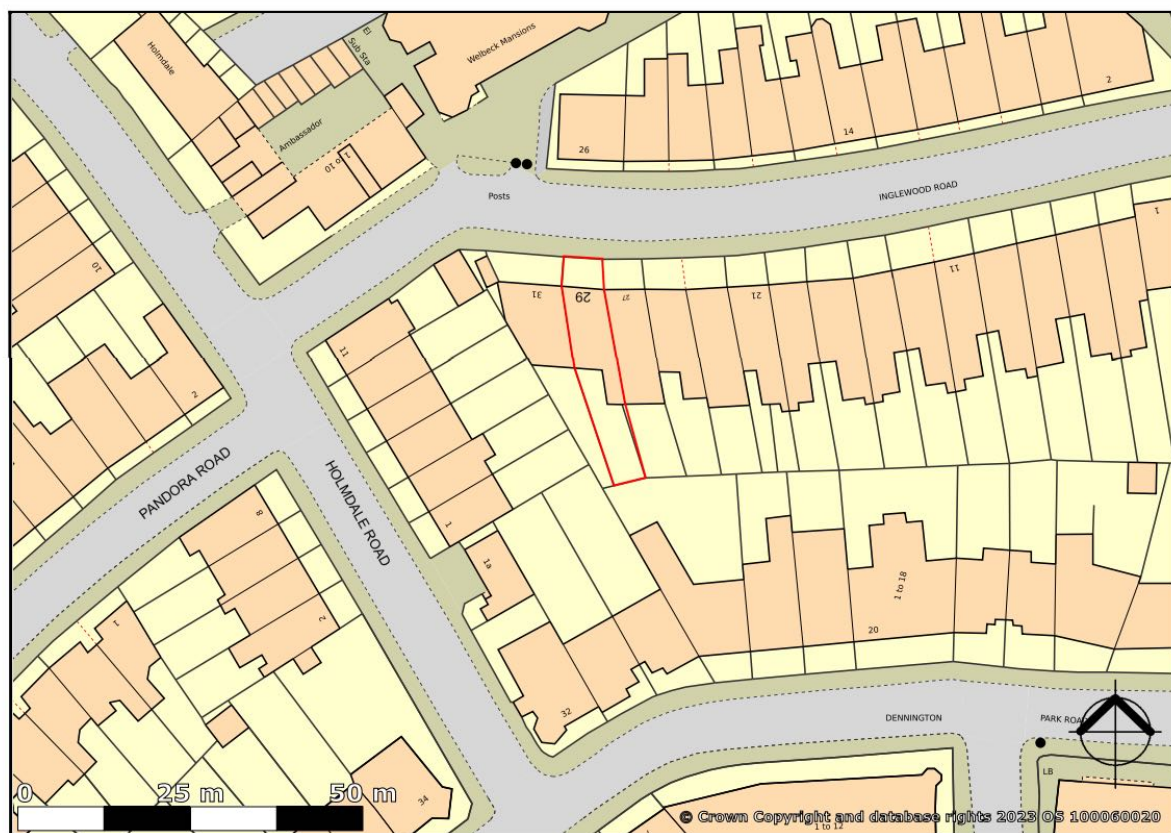 Holmdale
El
Sub Sta
Welbeck Mansions
Ambassador
1 to 10
26
14
2
Posts
INGLEWOOD ROAD
10
31
29
27
21
11
1
11
2
PANDORA ROAD
HOLMDALE ROAD
8
1
1a
1 to 18
20
1
2
32
DENNINGTON
PARK ROAD
LB
34
0
25 m
50 m
1 to 12
© Crown Copyright and database rights 2023 OS 100060020